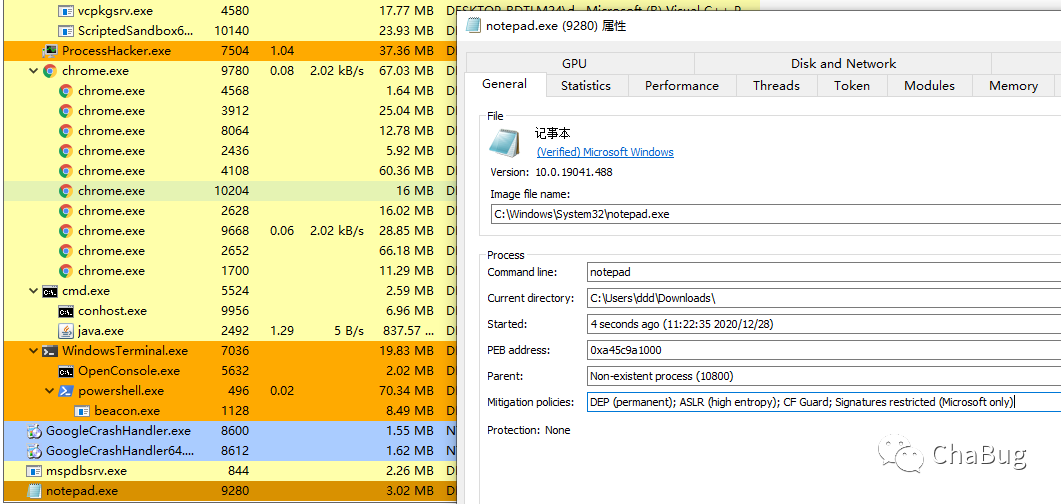 vcpkgsrv.exe 4580 17.77 MB
ScriptedSandbox6... 10140 23.93 MB
ProcessHacker.exe 7504 1.04 37.36 MB
chrome.exe 9780 0.08 2.02 kB/s 67.03 MB
chrome.exe 4568 1.64 MB
chrome.exe 3912 25.04 MB
chrome.exe 8064 12.78 MB
chrome.exe 2436 5.92 MB
chrome.exe 4108 60.36 MB
chrome.exe 10204 16 MB
chrome.exe 2628 16.02 MB
chrome.exe 9668 0.06 2.02 kB/s 28.85 MB
chrome.exe 2652 66.18 MB
chrome.exe 1700 11.29 MB
cmd.exe 5524 2.59 MB
conhost.exe 9956 6.96 MB
java.exe 2492 1.29 5 B/s 837.57 ...
WindowsTerminal.exe 7036 19.83 MB
OpenConsole.exe 5632 2.02 MB
powershell.exe 496 0.02 70.34 MB
beacon.exe 1128 8.49 MB
GoogleCrashHandler.exe 8600 1.55 MB
GoogleCrashHandler64.... 8612 1.62 MB
mspdbsrv.exe 844 2.26 MB
notepad.exe 9280 3.02 MB
notepad.exe (9280) 属性
GPU Disk and Network
General Statistics Performance Threads Token Modules Memory
File
记事本
(Verified) Microsoft Windows
Version: 10.0.19041.488
Image file name:
C:\Windows\System32\notepad.exe
Process
Command line: notepad
Current directory: C:\Users\ddd\Downloads\
Started: 4 seconds ago (11:22:35 2020/12/28)
PEB address: 0xa45c9a1000
Parent: Non-existent process (10800)
Mitigation policies: DEP (permanent); ASLR (high entropy); CF Guard; Signatures restricted (Microsoft only)
Protection: None
ChaBug